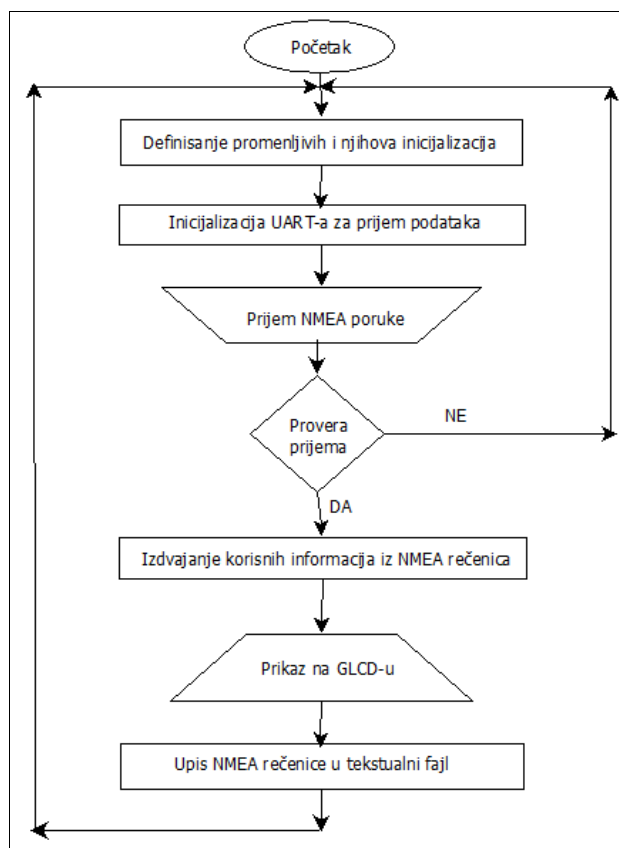 Početak
Definisanje promenljivih i njihova inicijalizacija
Inicijalizacija UART-a za prijem podataka
Prijem NMEA poruke
Provera
prijema
NE
DA
Izdvajanje korisnih informacija iz NMEA rečenica
Prikaz na GLCD-u
Upis NMEA rečenice u tekstualni fajl